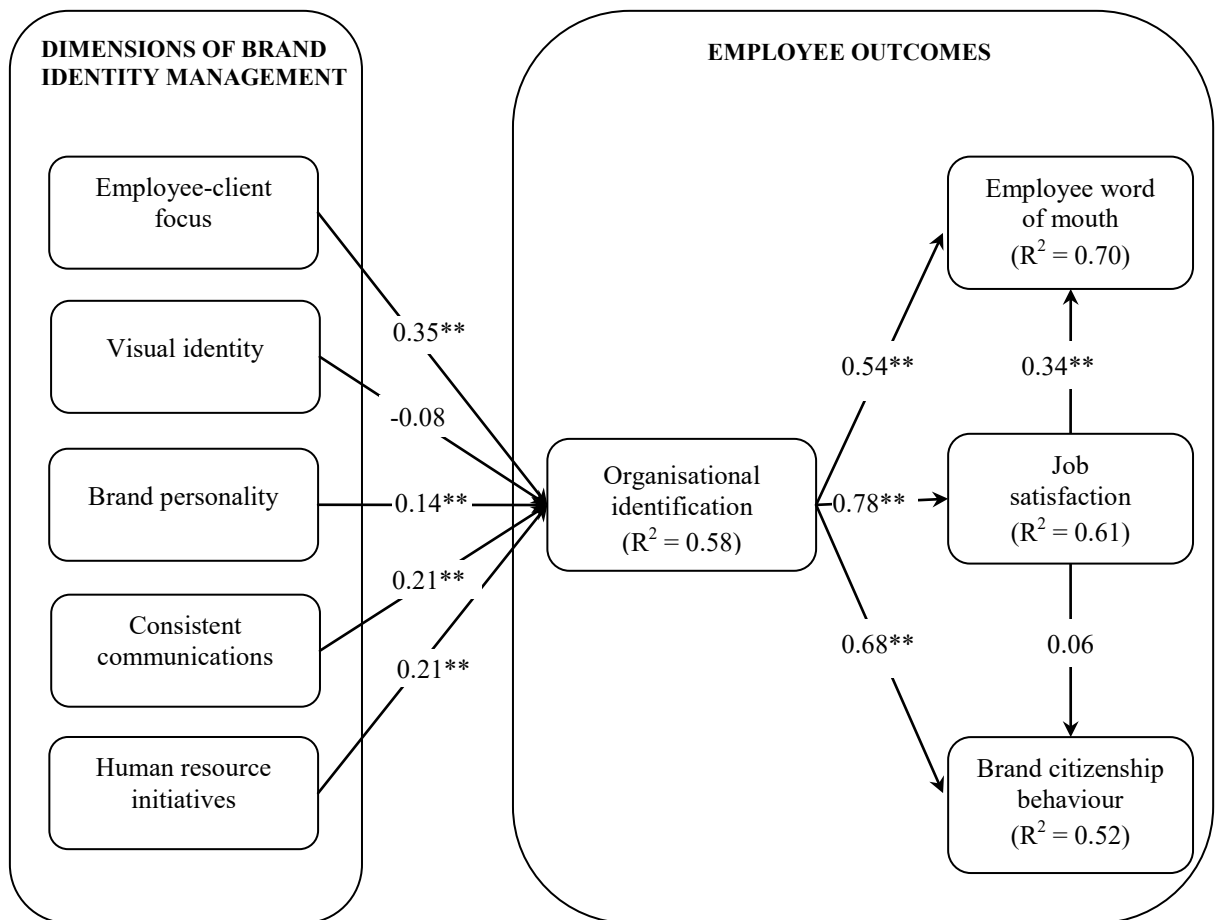 DIMENSIONS OF BRAND
IDENTITY MANAGEMENT
Employee-client
focus
Visual identity
Brand personality
Consistent
communications
Human resource
initiatives
0.35**
-0.08
0.14**
0.21**
0.21**
EMPLOYEE OUTCOMES
Organisational
identification
(R² = 0.58)
0.54**
0.78**
0.68**
Employee word
of mouth
(R² = 0.70)
0.34**
Job
satisfaction
(R² = 0.61)
0.06
Brand citizenship
behaviour
(R² = 0.52)